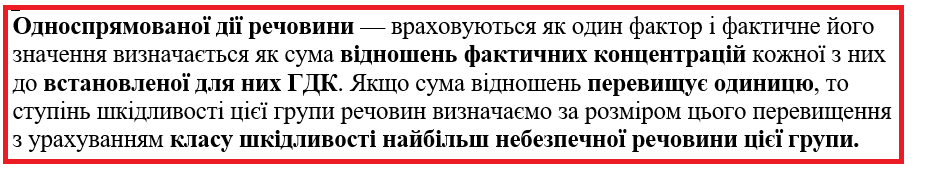 Односпрямованої дії речовини — враховуються як один фактор і фактичне його
значення визначається як сума відношень фактичних концентрацій кожної з них
до встановленої для них ГДК. Якщо сума відношень перевищує одиницю, то
ступінь шкідливості цієї групи речовин визначаємо за розміром цього перевищення
з урахуванням класу шкідливості найбільш небезпечної речовини цієї групи.